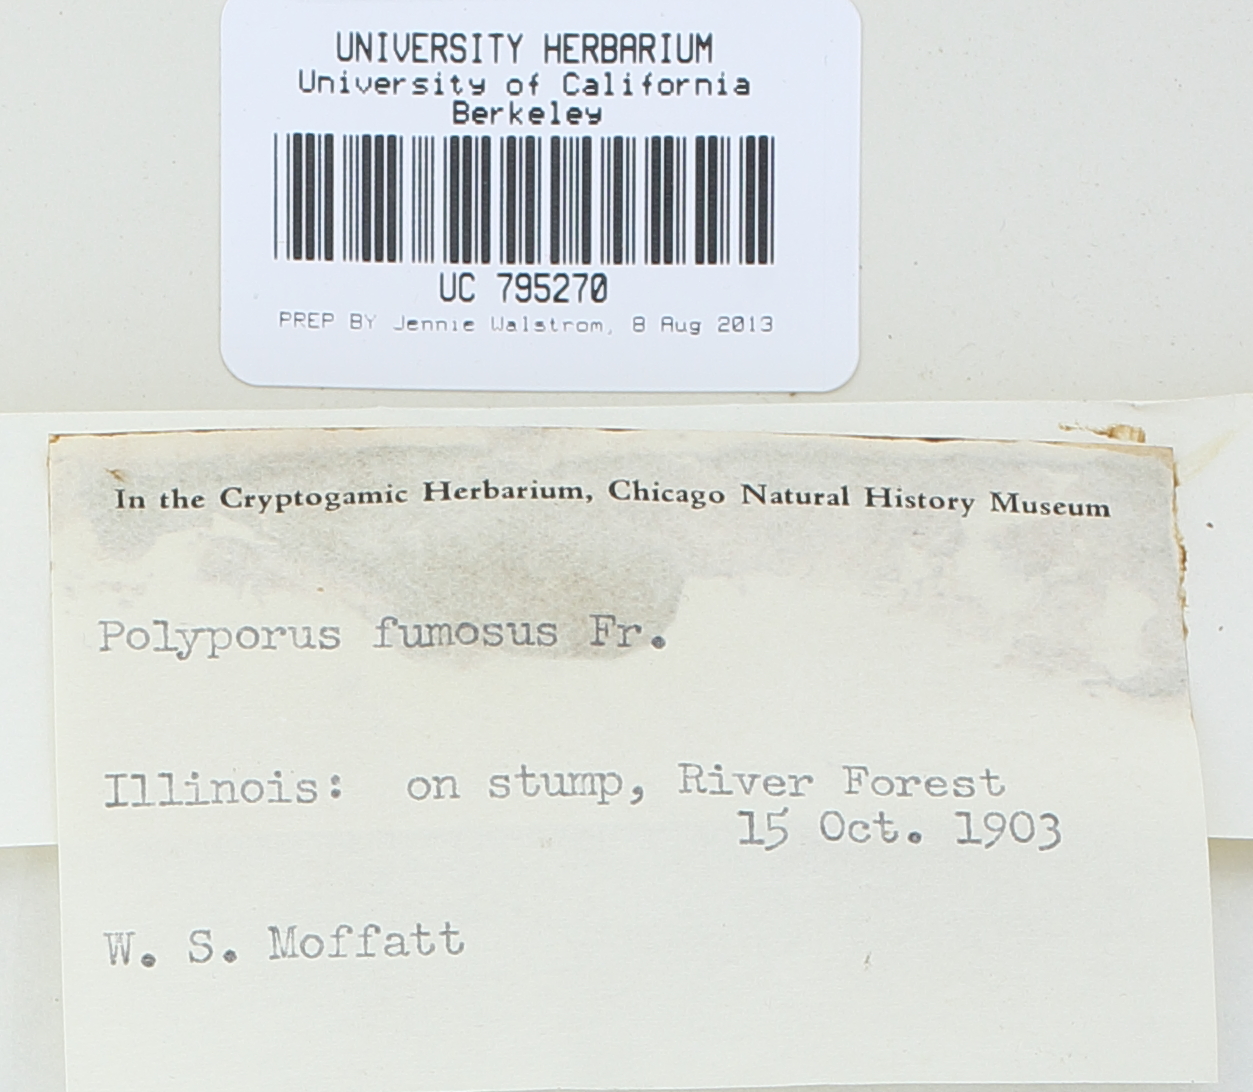 UNIVERSITY HERBARIUM
University of California
Berkeley
UC 795270
PREP BY Jennie Walstrom, 8 Aug 2013
In the Cryptogamic Herbarium, Chicago Natural History Museum
Polyporus fumosus Fr.
Illinois: on stump, River Forest
15 Oct. 1903
W. S. Moffatt